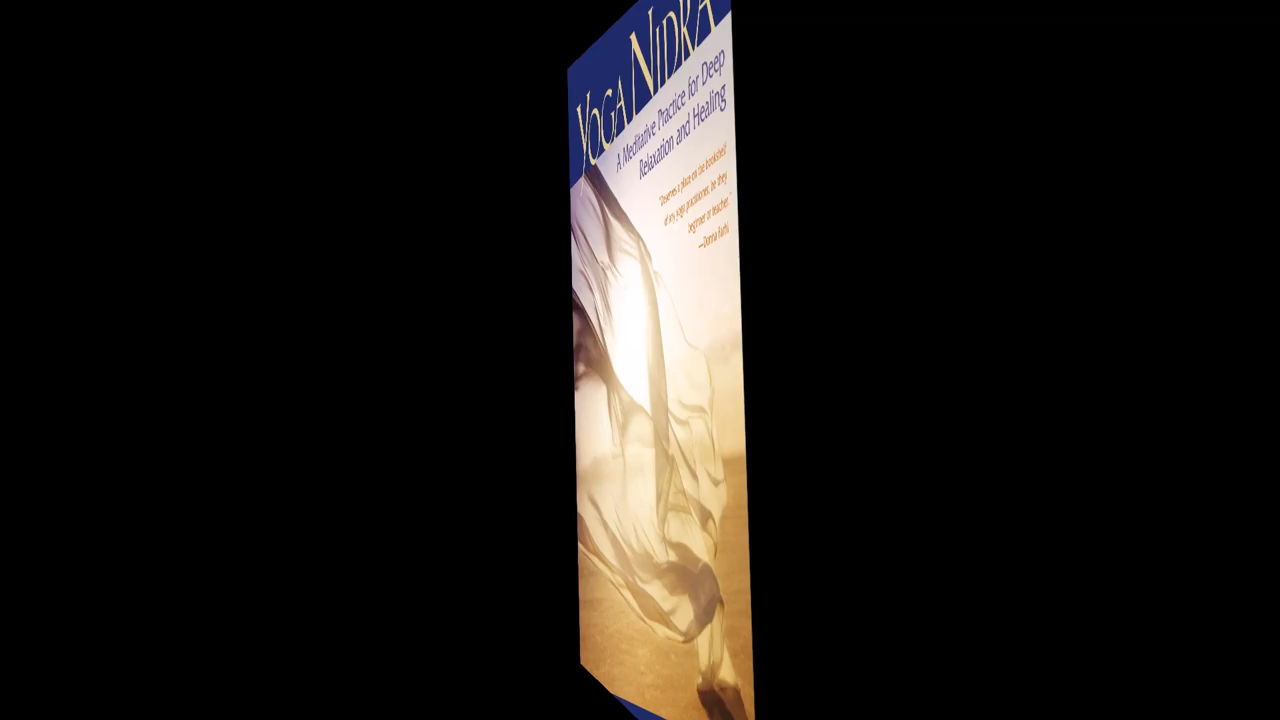 YOGA NIDRA
A Meditative Practice for Deep
Relaxation and Healing
"Deserves a place on the bookshelf
of any yoga practitioner, be they
beginner or teacher."
—Donna Farhi